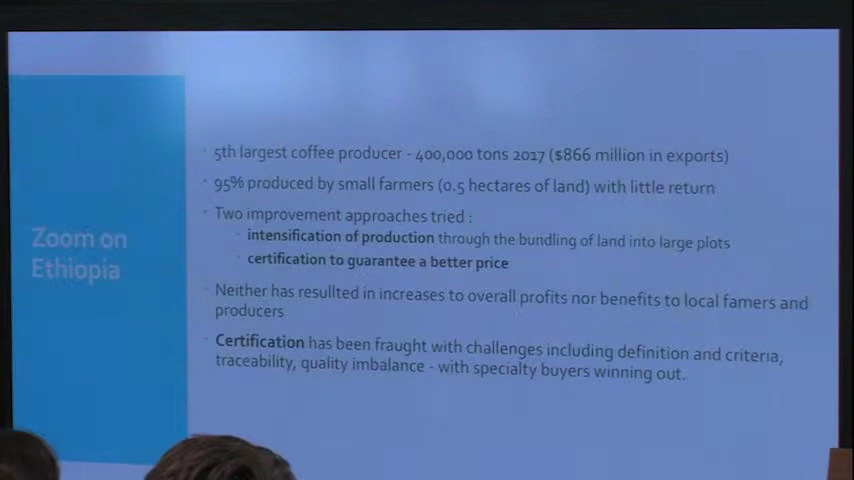 Zoom on
Ethiopia
5th largest coffee producer - 400,000 tons 2017 ($866 million in exports)
95% produced by small farmers (0.5 hectares of land) with little return
Two improvement approaches tried :
intensification of production through the bundling of land into large plots
certification to guarantee a better price
Neither has resullted in increases to overall profits nor benefits to local famers and
producers
Certification has been fraught with challenges including definition and criteria,
traceability, quality imbalance - with specialty buyers winning out.